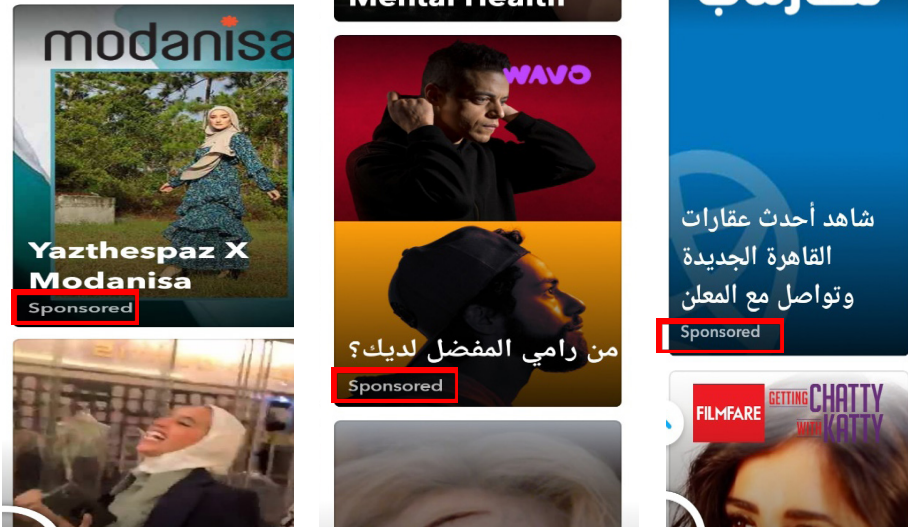 modanisa
Yazthespaz X
Modanisa
Sponsored
Mental Health
WAVO
من رامي المفضل لديك؟
Sponsored
شاهد أحدث عقارات
القاهرة الجديدة
وتواصل مع المعلن
Sponsored
FILMFARE
GETTING CHATTY
WITH KATTY